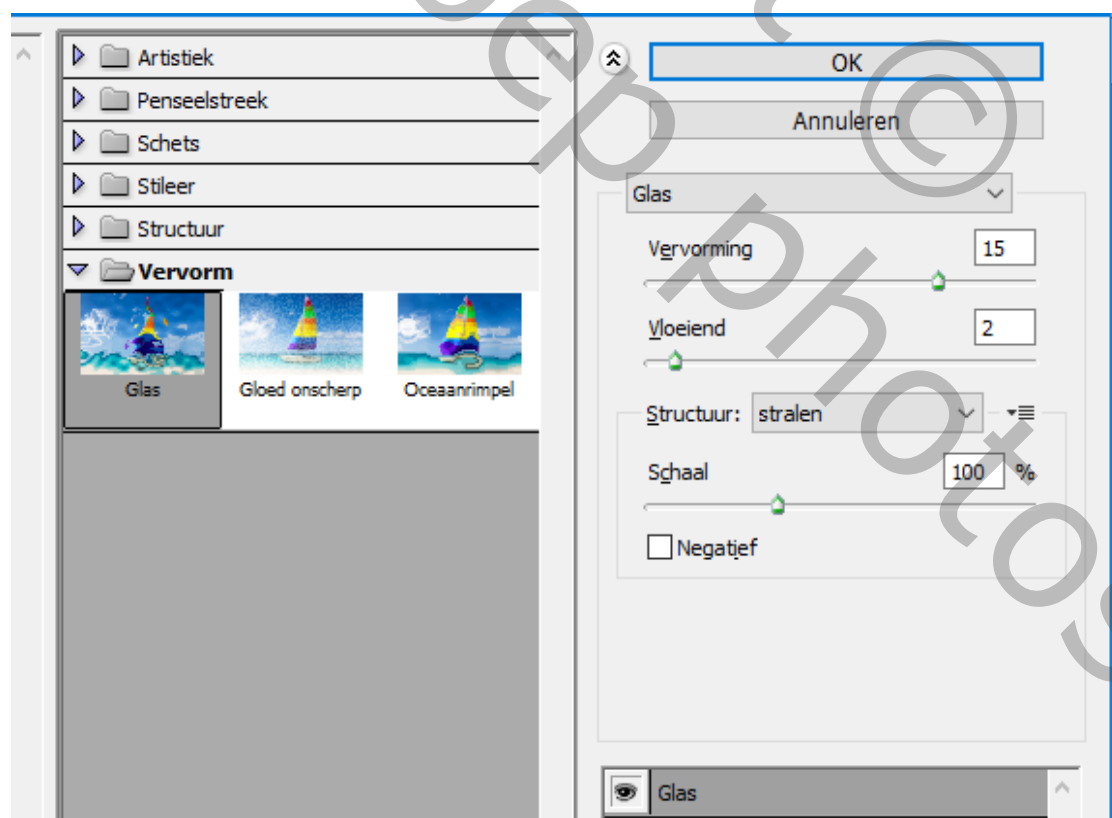 Artistiek
Penseelstreek
Schets
Stileer
Structuur
Vervorm
Glas
Gloed onscherp
Oceaanrimpel
OK
Annuleren
Glas
Vervorming 15
Vloeiend 2
Structuur: stralen
Schaal 100 %
Negatief
Glas
©